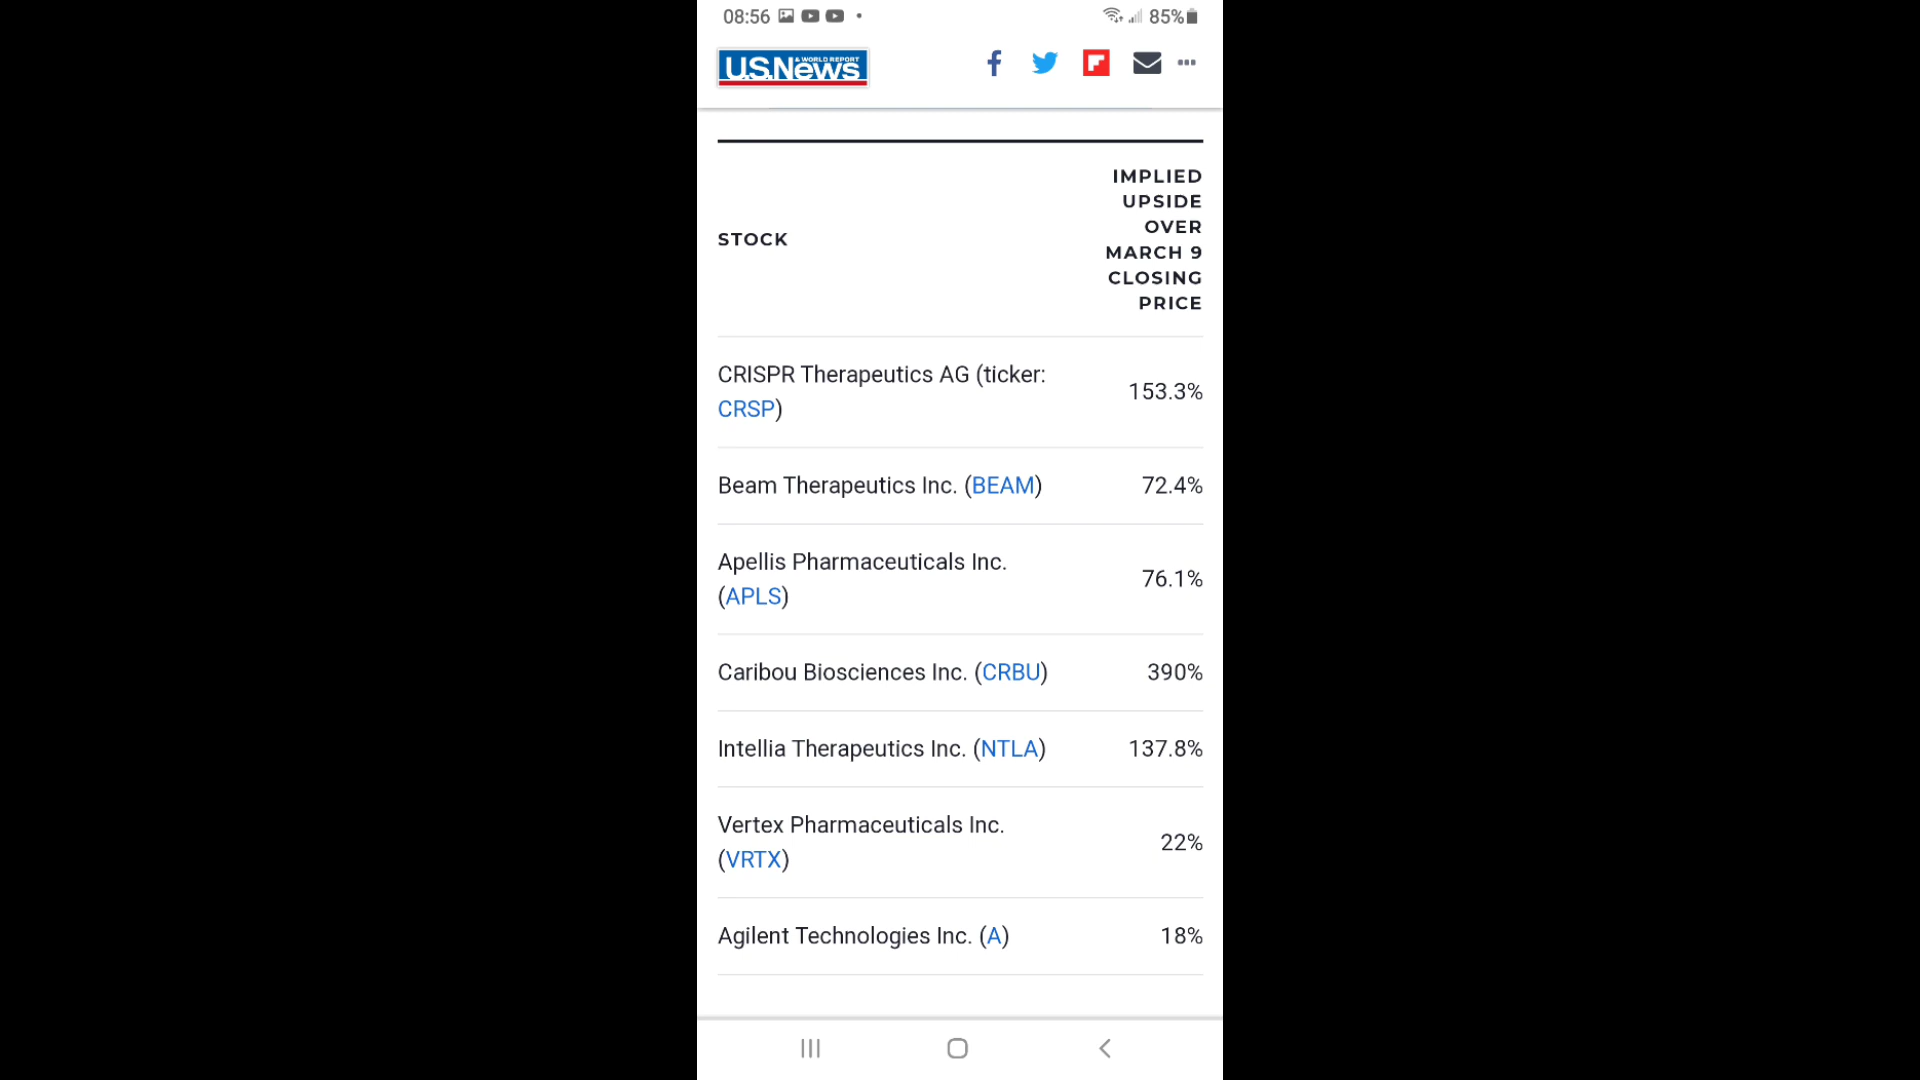 08:56
85%
U.S.News
& WORLD REPORT
STOCK
IMPLIED
UPSIDE
OVER
MARCH 9
CLOSING
PRICE
CRISPR Therapeutics AG (ticker:
CRSP)
153.3%
Beam Therapeutics Inc. (BEAM)
72.4%
Apellis Pharmaceuticals Inc.
(APLS)
76.1%
Caribou Biosciences Inc. (CRBU)
390%
Intellia Therapeutics Inc. (NTLA)
137.8%
Vertex Pharmaceuticals Inc.
(VRTX)
22%
Agilent Technologies Inc. (A)
18%